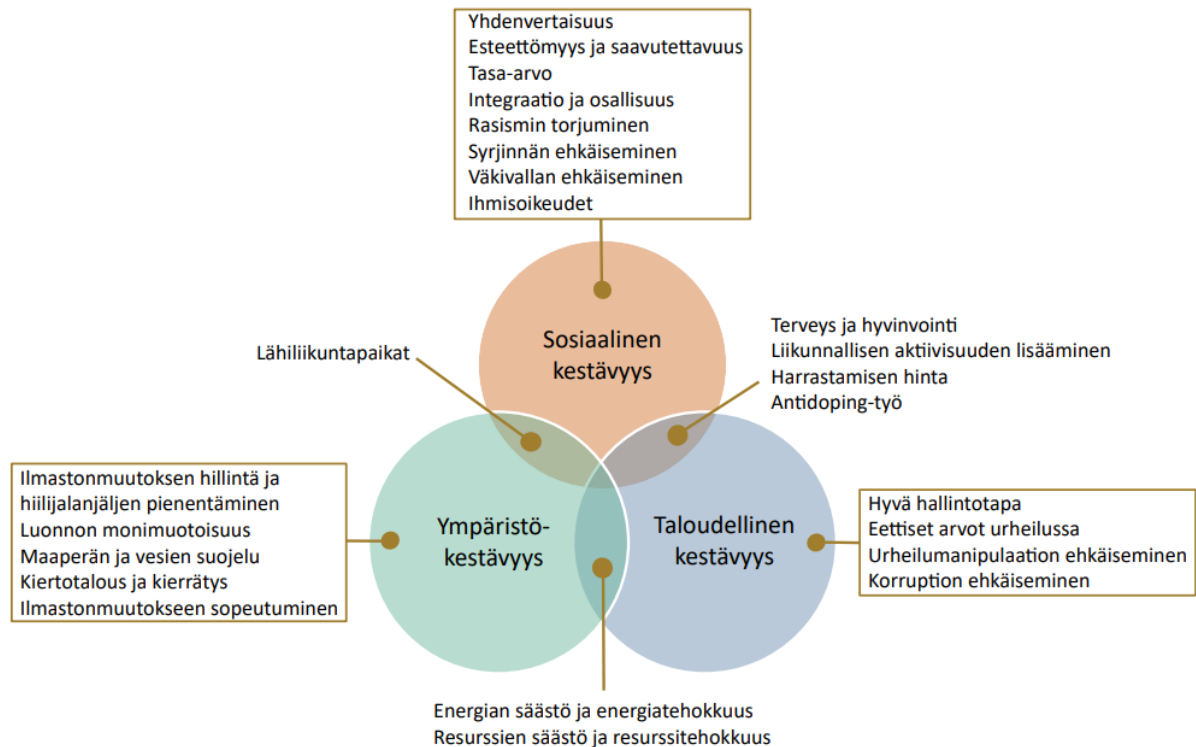 Yhdenvertaisuus
Esteettömyys ja saavutettavuus
Tasa-arvo
Integraatio ja osallisuus
Rasismin torjuminen
Syrjinnän ehkäiseminen
Väkivallan ehkäiseminen
Ihmisoikeudet
Sosiaalinen
kestävyys
Lähiliikuntapaikat
Terveys ja hyvinvointi
Liikunnallisen aktiivisuuden lisääminen
Harrastamisen hinta
Antidoping-työ
Ilmastonmuutoksen hillintä ja
hiilijalanjäljen pienentäminen
Luonnon monimuotoisuus
Maaperän ja vesien suojelu
Kiertotalous ja kierrätys
Ilmastonmuutokseen sopeutuminen
Ympäristö-
kestävyys
Taloudellinen
kestävyys
Hyvä hallintotapa
Eettiset arvot urheilussa
Urheilumanipulaation ehkäiseminen
Korruption ehkäiseminen
Energian säästö ja energiatehokkuus
Resurssien säästö ja resurssitehokkuus